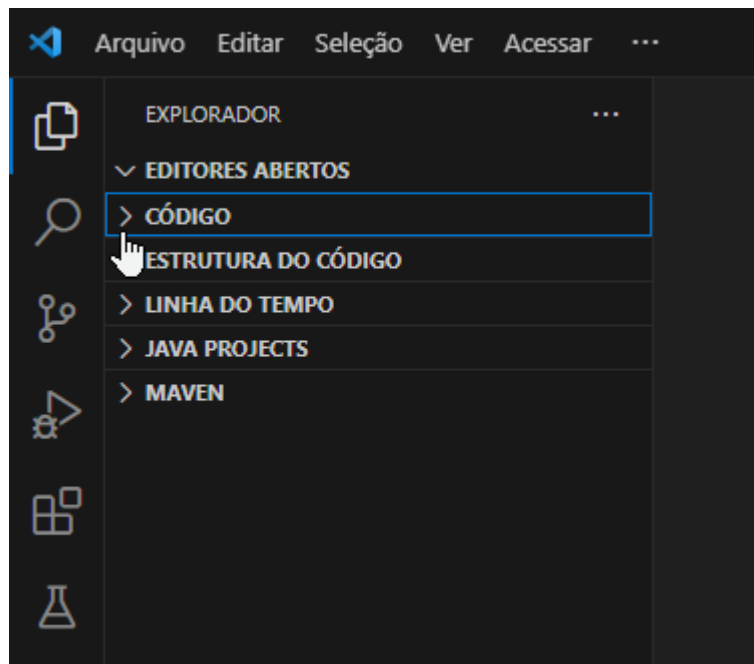 Arquivo Editar Seleção Ver Acessar ...
EXPLORADOR ...
EDITORES ABERTOS
CÓDIGO
ESTRUTURA DO CÓDIGO
LINHA DO TEMPO
JAVA PROJECTS
MAVEN